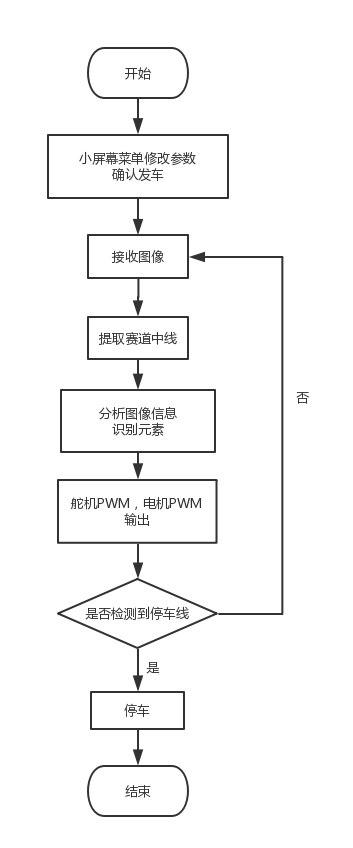 开始
小屏幕菜单修改参数
确认发车
接收图像
提取赛道中线
分析图像信息
识别元素
舵机PWM，电机PWM
输出
是否检测到停车线
否
是
停车
结束